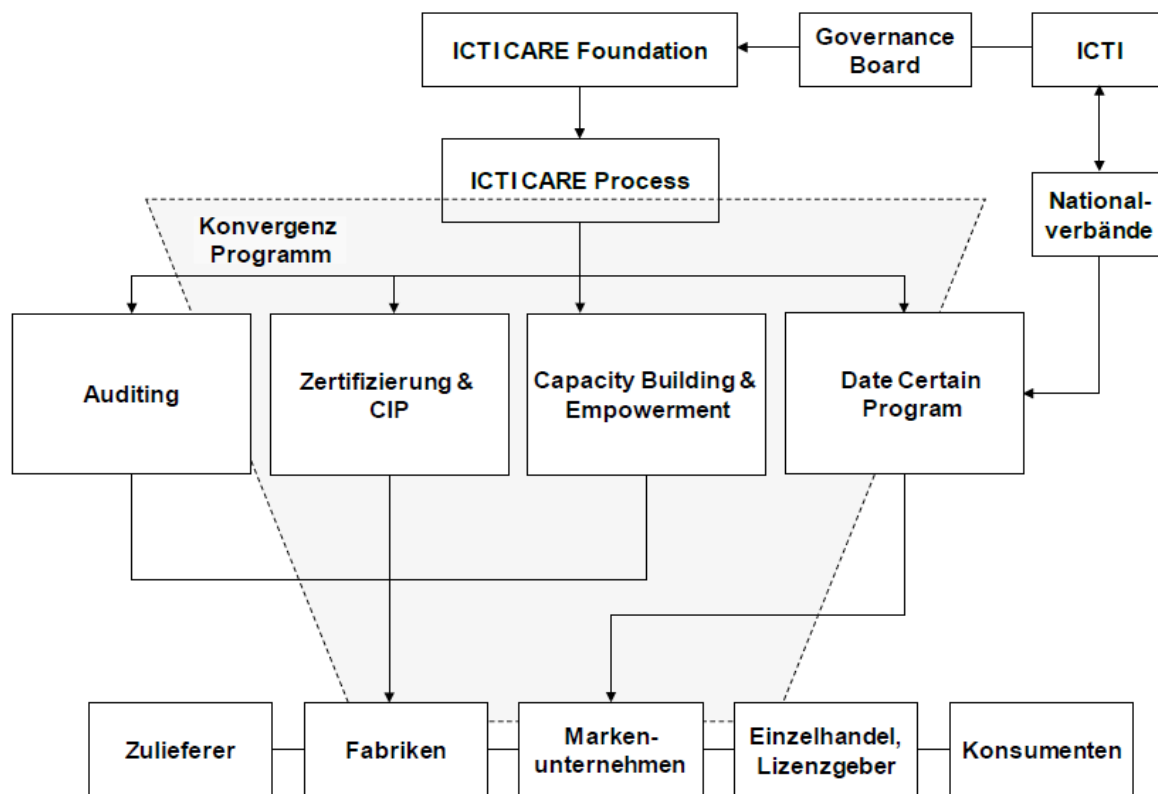 ICTI CARE Foundation
Governance
Board
ICTI
ICTI CARE Process
National-
verbände
Konvergenz
Programm
Auditing
Zertifizierung &
CIP
Capacity Building &
Empowerment
Date Certain
Program
Zulieferer
Fabriken
Marken-
unternehmen
Einzelhandel,
Lizenzgeber
Konsumenten